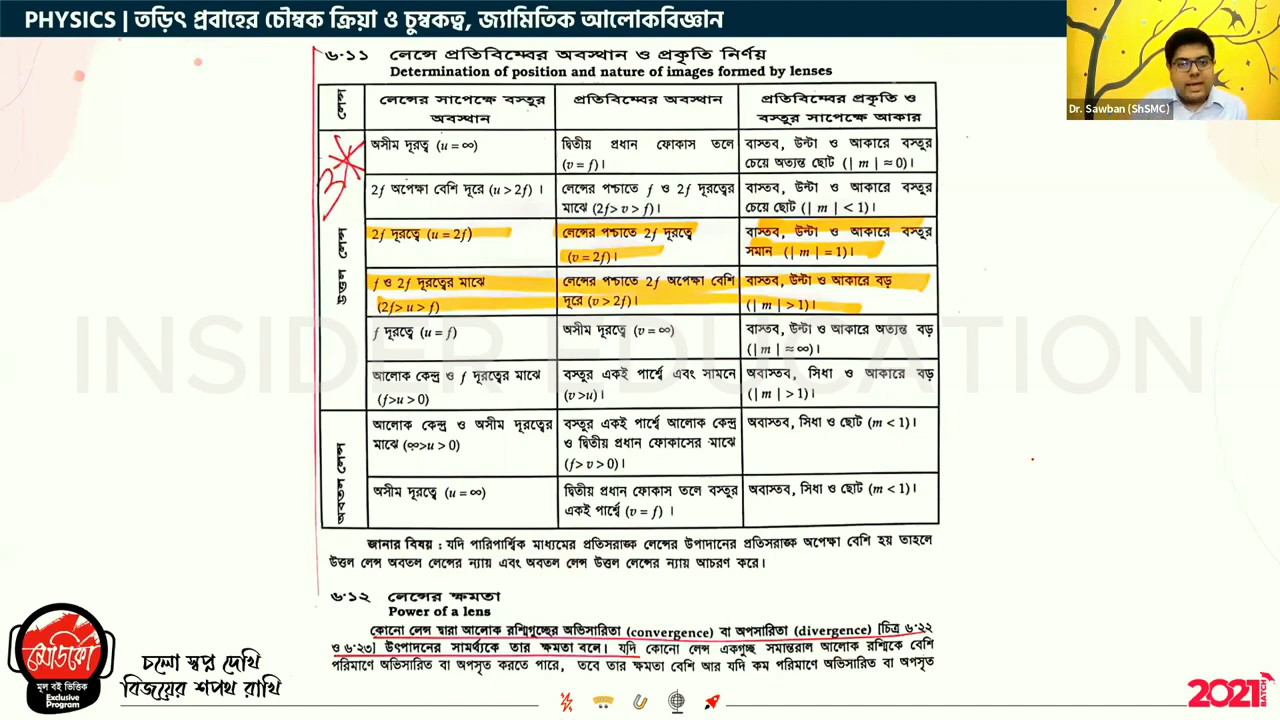 PHYSICS | তড়িৎ প্রবাহের চৌম্বক ক্রিয়া ও চুম্বকত্ব, জ্যামিতিক আলোকবিজ্ঞান
Dr. Sawban (ShSMC)
৬.১১ লেন্সে প্রতিবিম্বের অবস্থান ও প্রকৃতি নির্ণয়
Determination of position and nature of images formed by lenses
লেন্স
লেন্সের সাপেক্ষে বস্তুর
অবস্থান
প্রতিবিম্বের অবস্থান
প্রতিবিম্বের প্রকৃতি ও
বস্তুর সাপেক্ষে আকার
3*
উত্তল লেন্স
অসীম দূরত্ব (u = ∞)
দ্বিতীয় প্রধান ফোকাস তলে
(v = f)।
বাস্তব, উল্টা ও আকারে বস্তুর
চেয়ে অত্যন্ত ছোট (| m | ≈ 0)।
2f অপেক্ষা বেশি দূরে (u > 2f) ।
লেন্সের পশ্চাতে f ও 2f দূরত্বের
মাঝে (2f> v > f)।
বাস্তব, উল্টা ও আকারে বস্তুর
চেয়ে ছোট (| m | < 1)।
2f দূরত্বে (u = 2f)
লেন্সের পশ্চাতে 2f দূরত্বে
(v = 2f)।
বাস্তব, উল্টা ও আকারে বস্তুর
সমান (| m | = 1)।
f ও 2f দূরত্বের মাঝে
(2f> u > f)
লেন্সের পশ্চাতে 2f অপেক্ষা বেশি
দূরে (v > 2f)।
বাস্তব, উল্টা ও আকারে বড়
(| m | > 1)।
f দূরত্বে (u = f)
অসীম দূরত্বে (v = ∞)
বাস্তব, উল্টা ও আকারে অত্যন্ত বড়
(| m | ≈ ∞)।
আলোক কেন্দ্র ও f দূরত্বের মাঝে
(f>u > 0)
বস্তুর একই পার্শ্বে এবং সামনে
(v >u)।
অবাস্তব, সিধা ও আকারে বড়
(| m | > 1)।
অবতল লেন্স
আলোক কেন্দ্র ও অসীম দূরত্বের
মাঝে (∞>u > 0)
বস্তুর একই পার্শ্বে আলোক কেন্দ্র
ও দ্বিতীয় প্রধান ফোকাসের মাঝে
(f> v > 0)।
অবাস্তব, সিধা ও ছোট (m < 1)।
অসীম দূরত্বে (u = ∞)
দ্বিতীয় প্রধান ফোকাস তলে বস্তুর
একই পার্শ্বে (v = f) ।
অবাস্তব, সিধা ও ছোট (m < 1)।
INSIDER EDUCATION
জানার বিষয় : যদি পারিপার্শ্বিক মাধ্যমের প্রতিসরাঙ্ক লেন্সের উপাদানের প্রতিসরাঙ্ক অপেক্ষা বেশি হয় তাহলে
উত্তল লেন্স অবতল লেন্সের ন্যায় এবং অবতল লেন্স উত্তল লেন্সের ন্যায় আচরণ করে।
৬.১২ লেন্সের ক্ষমতা
Power of a lens
কোনো লেন্স দ্বারা আলোক রশ্মিগুচ্ছের অভিসারিতা (convergence) বা অপসারিতা (divergence) [চিত্র ৬.২২
ও ৬.২৩] উৎপাদনের সামর্থ্যকে তার ক্ষমতা বলে। যদি কোনো লেন্স একগুচ্ছ সমান্তরাল আলোক রশ্মিকে বেশি
পরিমাণে অভিসারিত বা অপসৃত করতে পারে, তবে তার ক্ষমতা বেশি আর যদি কম পরিমাণে অভিসারিত বা অপসৃত
মূল বই ভিত্তিক
Exclusive
Program
চলো স্বপ্ন দেখি
বিজয়ের শপথ রাখি
2021 BATCH